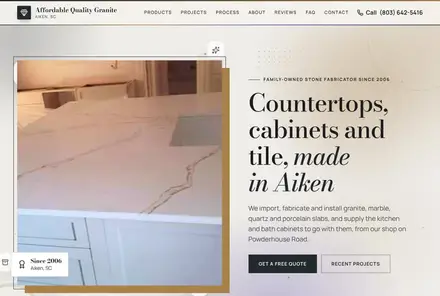 Affordable Quality Granite
AIKEN, SC
PRODUCTS PROJECTS PROCESS ABOUT REVIEWS FAQ CONTACT Call (803) 642-5416
FAMILY-OWNED STONE FABRICATOR SINCE 2006
Countertops,
cabinets and
tile, made
in Aiken
We import, fabricate and install granite, marble,
quartz and porcelain slabs, and supply the kitchen
and bath cabinets to go with them, from our shop on
Powderhouse Road.
GET A FREE QUOTE RECENT PROJECTS
Since 2006
Aiken, SC